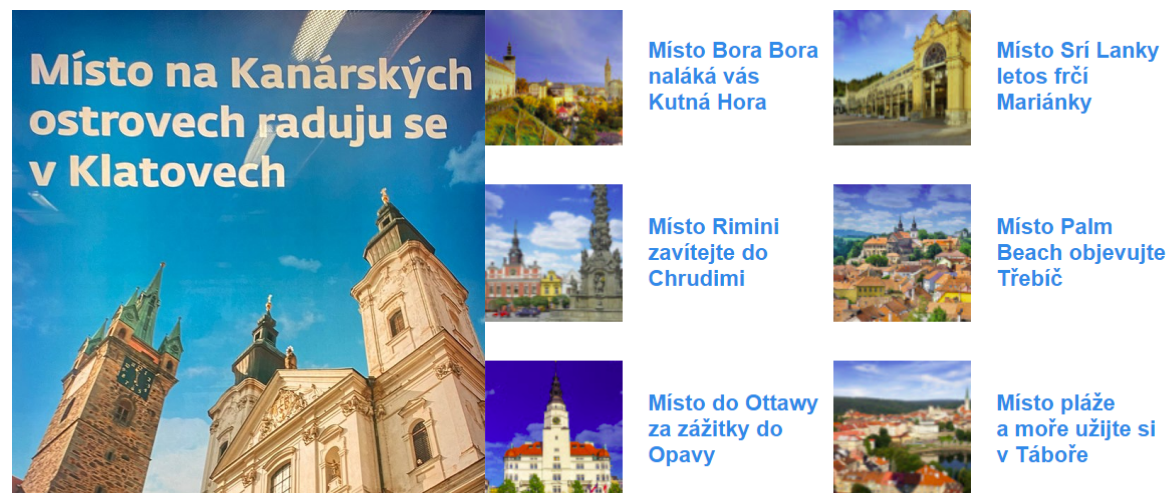 Místo na Kanárských
ostrovech raduju se
v Klatovech
Místo Bora Bora
naláká vás
Kutná Hora
Místo Srí Lanky
letos frčí
Mariánky
Místo Rimini
zavítejte do
Chrudimi
Místo Palm
Beach objevujte
Třebíč
Místo do Ottawy
za zážitky do
Opavy
Místo pláže
a moře užijte si
v Táboře